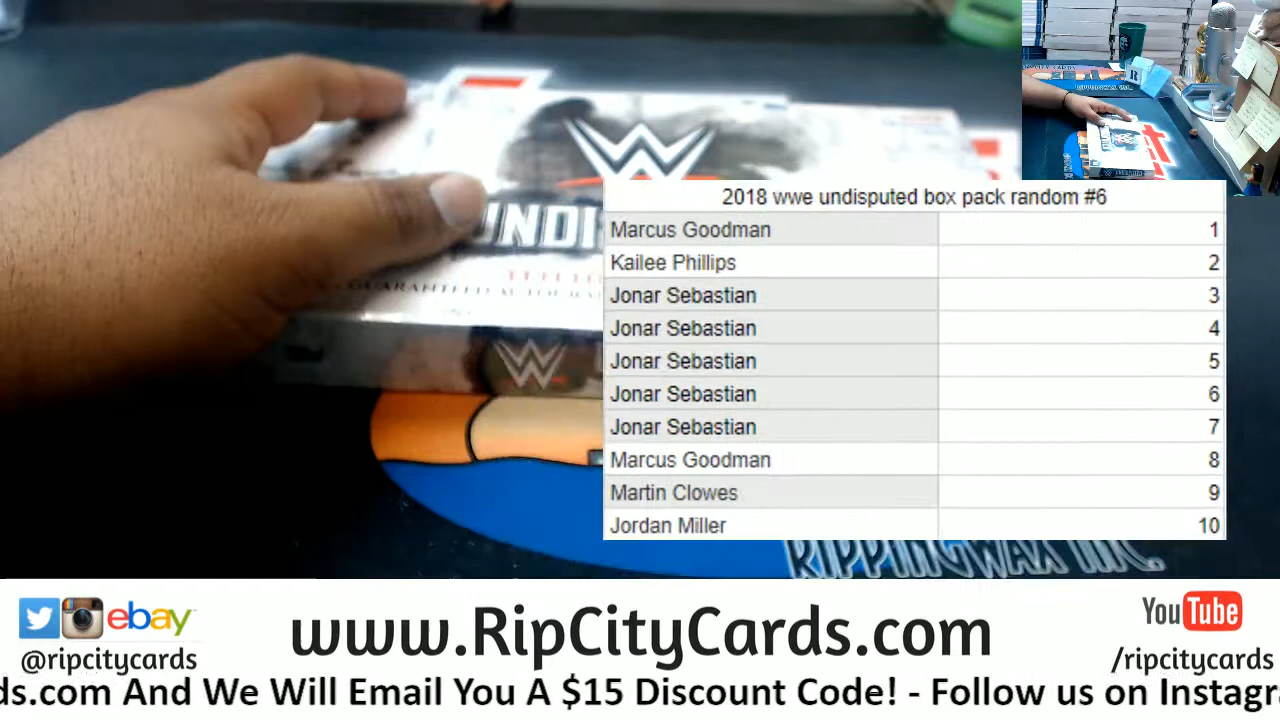 UNDI
2018 wwe undisputed box pack random #6
Marcus Goodman 1
Kailee Phillips 2
Jonar Sebastian 3
Jonar Sebastian 4
Jonar Sebastian 5
Jonar Sebastian 6
Jonar Sebastian 7
Marcus Goodman 8
Martin Clowes 9
Jordan Miller 10
RIPPINGWAX INC.
ebay
@ripcitycards
www.RipCityCards.com
YouTube
/ripcitycards
ds.com And We Will Email You A $15 Discount Code! - Follow us on Instagra